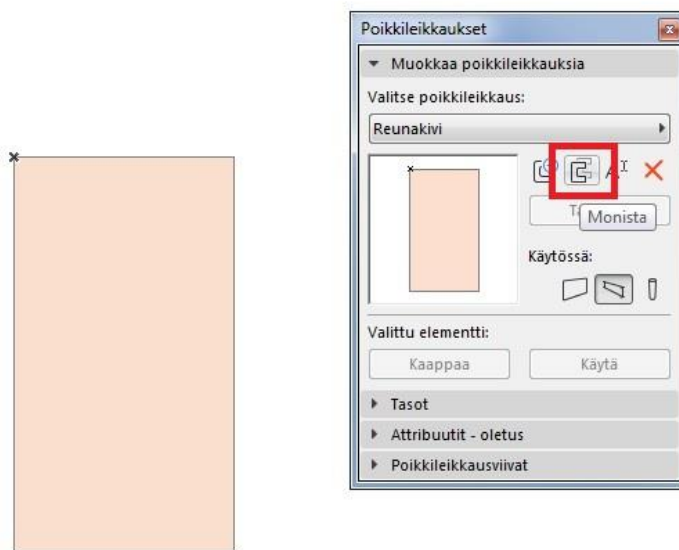 Poikkileikkaukset
Muokkaa poikkileikkauksia
Valitse poikkileikkaus:
Reunakivi
Monista
Käytössä:
Valittu elementti:
Kaappaa
Käytä
Tasot
Attribuutit - oletus
Poikkileikkausviivat